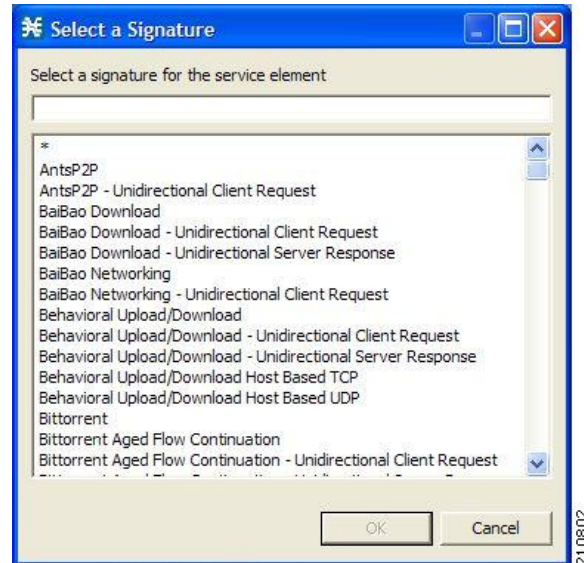 Select a Signature
Select a signature for the service element
*
AntsP2P
AntsP2P - Unidirectional Client Request
BaiBao Download
BaiBao Download - Unidirectional Client Request
BaiBao Download - Unidirectional Server Response
BaiBao Networking
BaiBao Networking - Unidirectional Client Request
Behavioral Upload/Download
Behavioral Upload/Download - Unidirectional Client Request
Behavioral Upload/Download - Unidirectional Server Response
Behavioral Upload/Download Host Based TCP
Behavioral Upload/Download Host Based UDP
Bittorrent
Bittorrent Aged Flow Continuation
Bittorrent Aged Flow Continuation - Unidirectional Client Request
OK
Cancel
210802